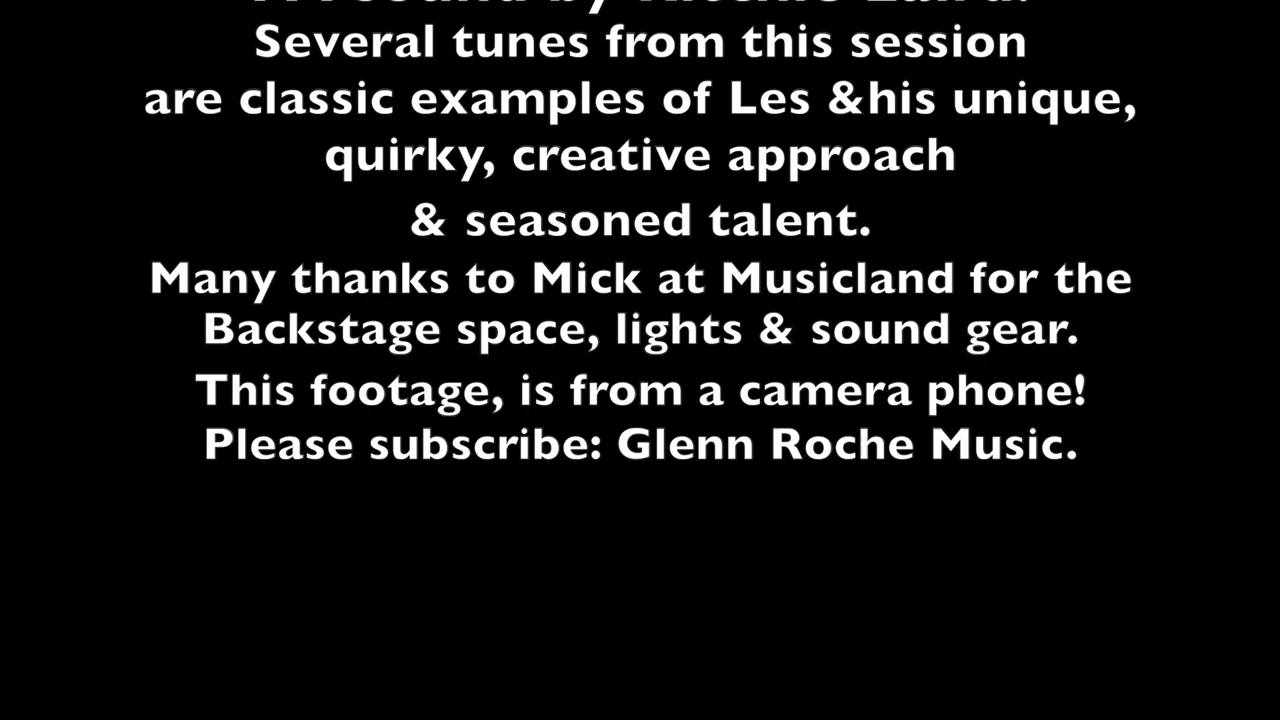 by
Several tunes from this session
are classic examples of Les &his unique,
quirky, creative approach
& seasoned talent.
Many thanks to Mick at Musicland for the
Backstage space, lights & sound gear.
This footage, is from a camera phone!
Please subscribe: Glenn Roche Music.